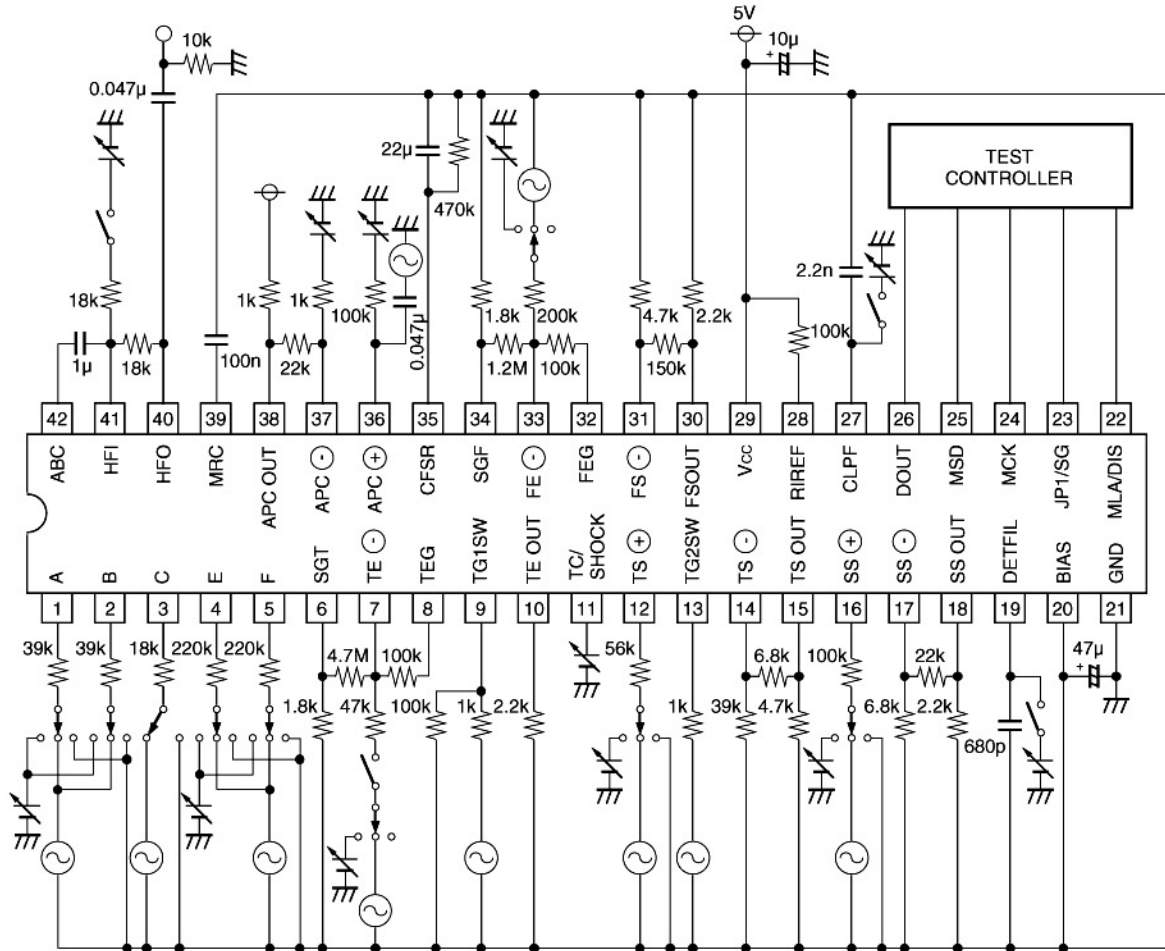 5V
10k
10μ
+
0.047μ
22μ
470k
TEST
CONTROLLER
2.2n
18k
1k
1k
100k
0.047μ
1.8k
200k
4.7k
2.2k
100k
1μ
18k
100n
22k
1.2M
100k
150k
42 41 40 39 38 37 36 35 34 33 32 31 30 29 28 27 26 25 24 23 22
ABC HFI HFO MRC APC OUT APC − APC + CFSR SGF FE − FEG FS − FSOUT Vcc RIREF CLPF DOUT MSD MCK JP1/SG MLA/DIS
A B C E F SGT TE − TEG TG1SW TE OUT TC/SHOCK TS + TG2SW TS − TS OUT SS + SS − SS OUT DETFIL BIAS GND
1 2 3 4 5 6 7 8 9 10 11 12 13 14 15 16 17 18 19 20 21
39k 39k 18k 220k 220k
4.7M 100k
56k
6.8k
100k
22k
47μ
+
1.8k 47k 100k 1k 2.2k
1k 39k 4.7k
6.8k 2.2k
680p